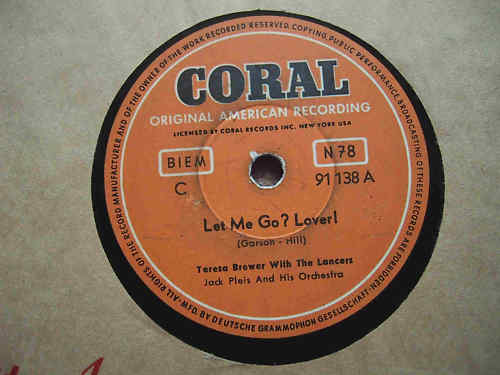 ALL RIGHTS OF THE RECORD MANUFACTURER AND OF THE OWNER OF THE WORK RECORDED RESERVED. COPYING, PUBLIC PERFORMANCE, BROADCASTING OF THESE RECORDS ARE FORBIDDEN.
CORAL
ORIGINAL AMERICAN RECORDING
LICENSED BY CORAL RECORDS INC. NEW YORK USA
BIEM N 78
C 91 138 A
Let Me Go? Lover!
(Garson - Hill)
Teresa Brewer With The Lancers
Jack Pleis And His Orchestra
MFD BY DEUTSCHE GRAMMOPHON GESELLSCHAFT